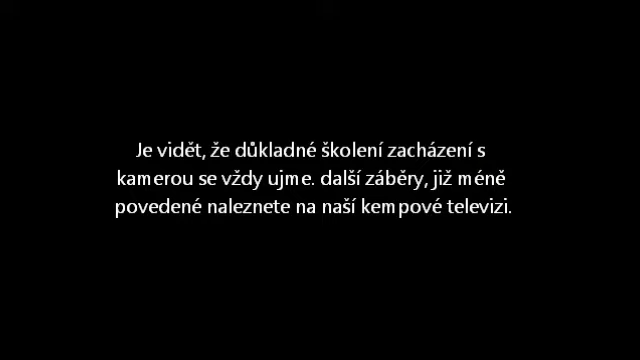 Je vidět, že důkladné školení zacházení s
kamerou se vždy ujme. další záběry, již méně
povedené naleznete na naší kempové televizi.